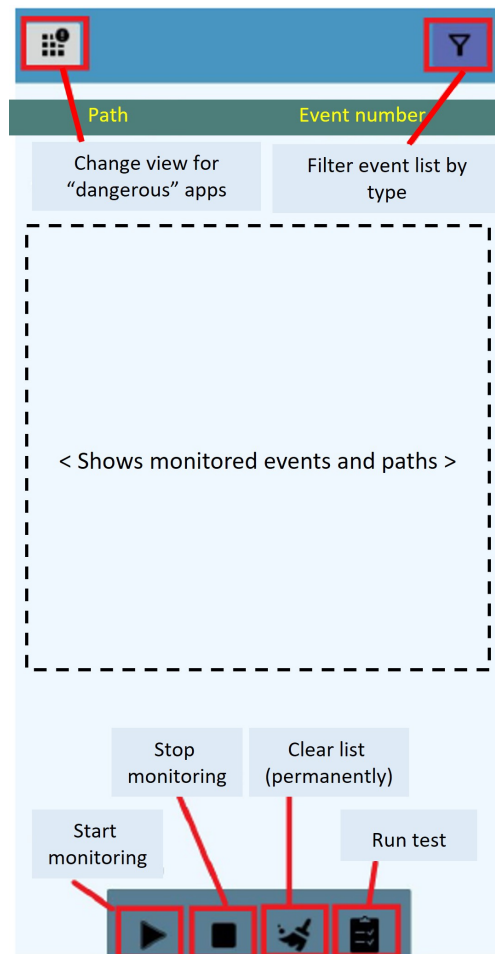 Path
Event number
Change view for
“dangerous” apps
Filter event list by
type
< Shows monitored events and paths >
Stop
monitoring
Clear list
(permanently)
Start
monitoring
Run test